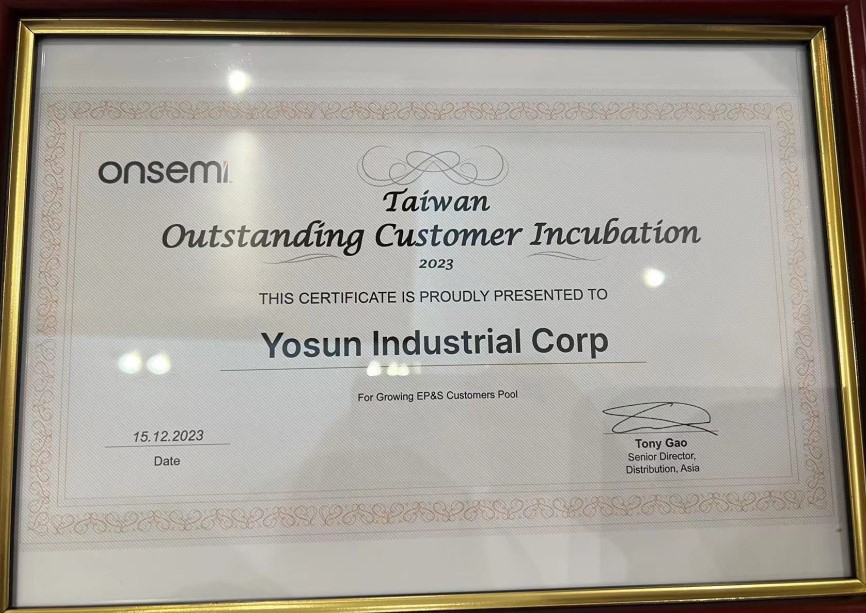 onsemi
Taiwan
Outstanding Customer Incubation
2023
THIS CERTIFICATE IS PROUDLY PRESENTED TO
Yosun Industrial Corp
For Growing EP&S Customers Pool
15.12.2023
Date
Tony Gao
Senior Director,
Distribution, Asia